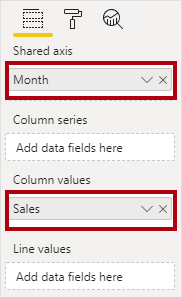 Shared axis
Month
Column series
Add data fields here
Column values
Sales
Line values
Add data fields here